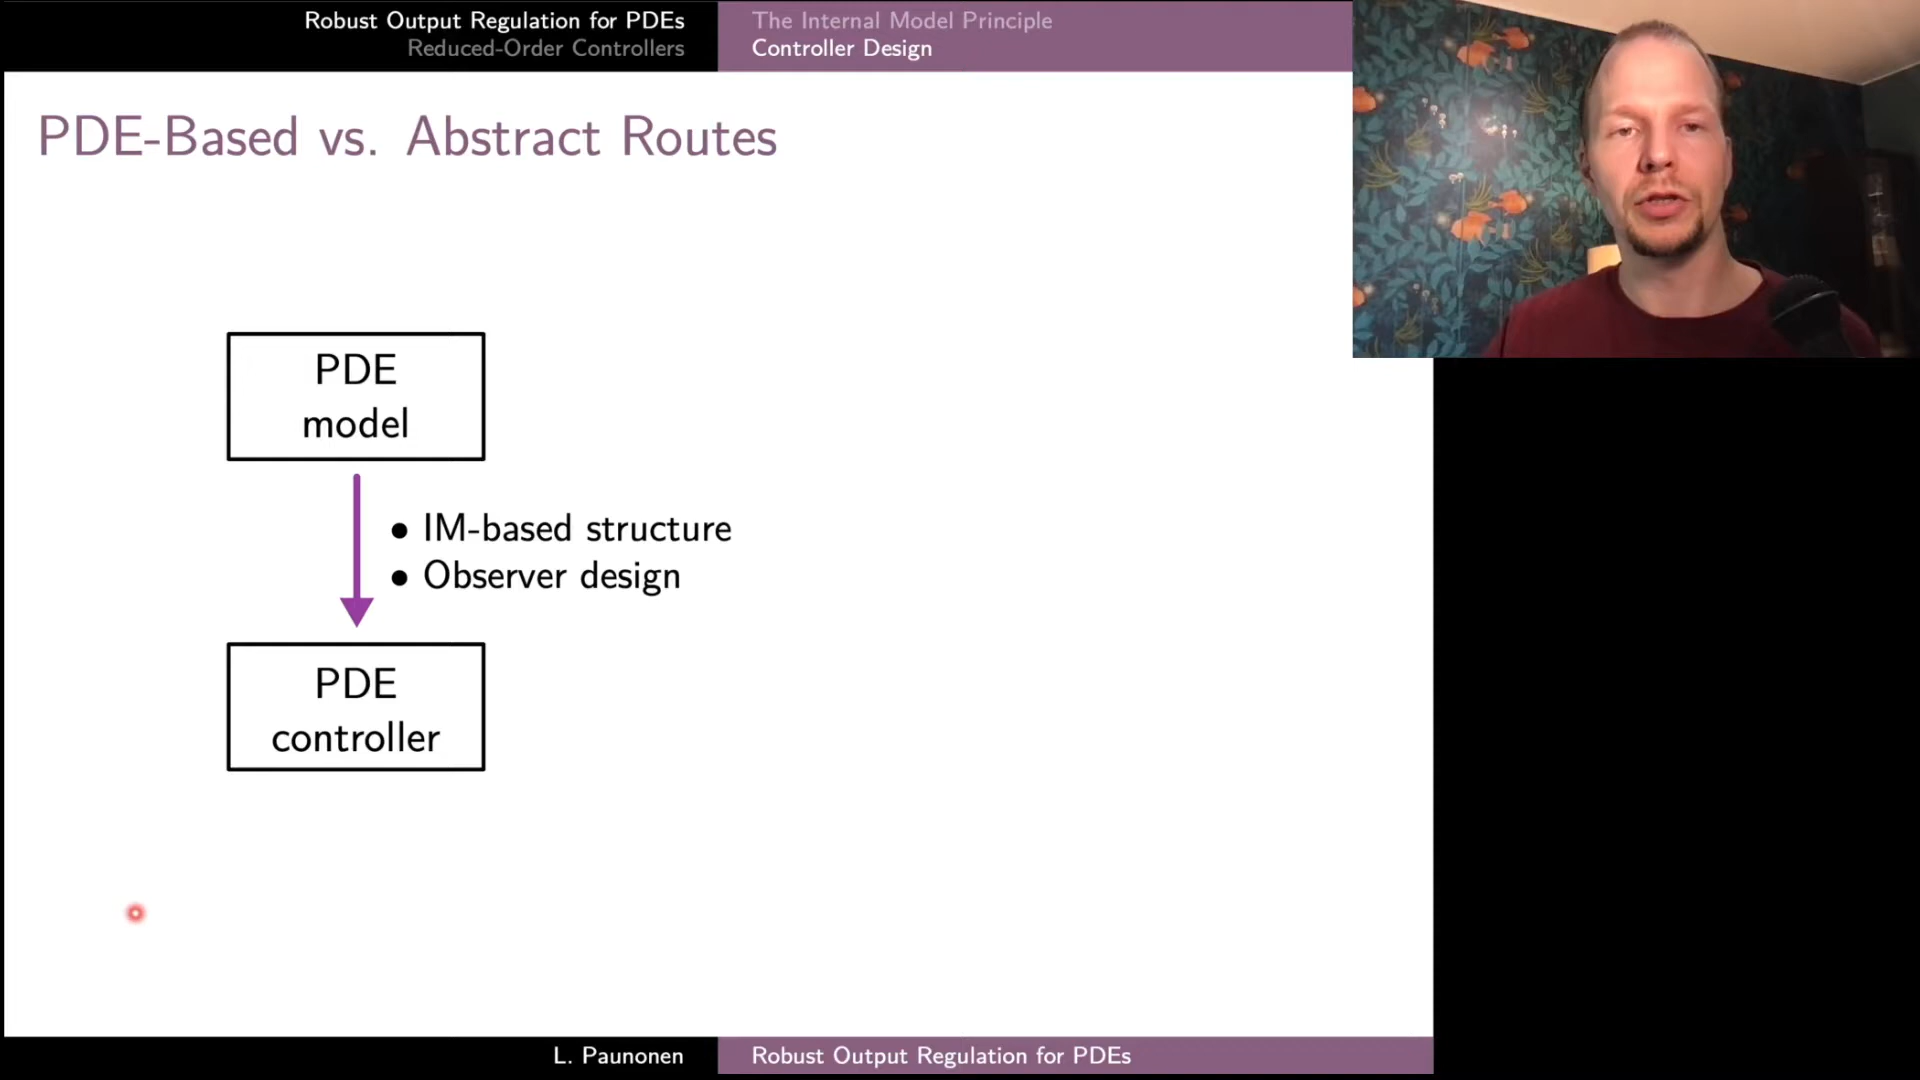 Robust Output Regulation for PDEs
Reduced-Order Controllers
The Internal Model Principle
Controller Design
PDE-Based vs. Abstract Routes
PDE
model
• IM-based structure
• Observer design
PDE
controller
L. Paunonen
Robust Output Regulation for PDEs